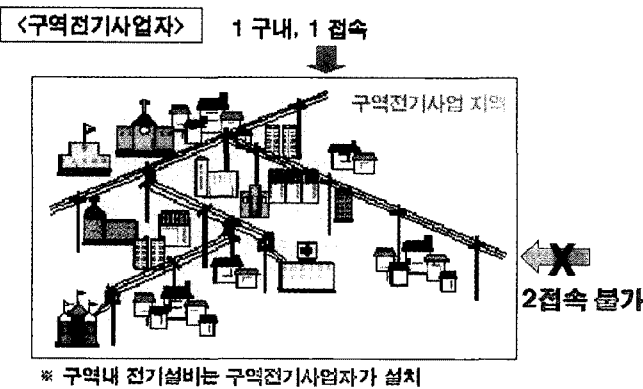 <구역전기사업자>
1 구내, 1 접속
구역전기사업 지역
X
2접속 불가
※ 구역내 전기설비는 구역전기사업자가 설치